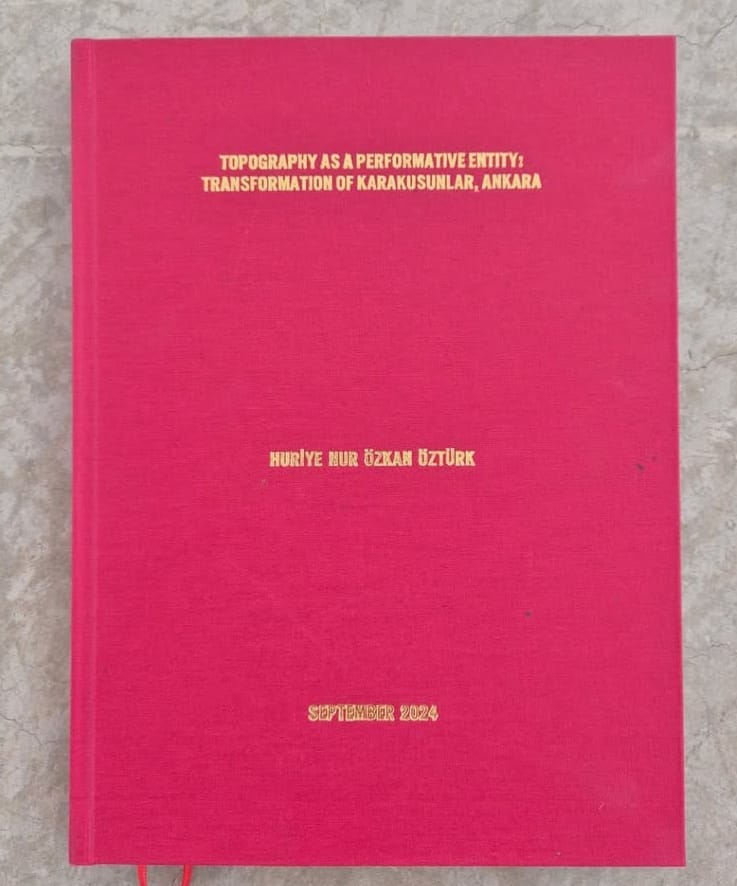 TOPOGRAPHY AS A PERFORMATIVE ENTITY:
TRANSFORMATION OF KARAKUSUNLAR, ANKARA
HURİYE NUR ÖZKAN ÖZTÜRK
SEPTEMBER 2024